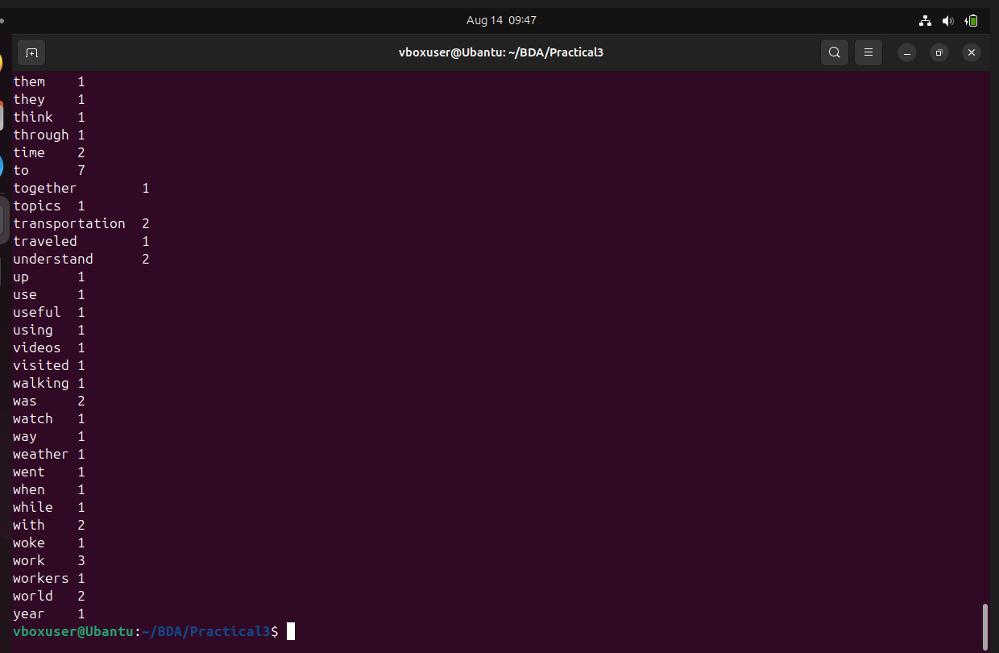 Aug 14 09:47
vboxuser@Ubantu: ~/BDA/Practical3
them 1
they 1
think 1
through 1
time 2
to 7
together 1
topics 1
transportation 2
traveled 1
understand 2
up 1
use 1
useful 1
using 1
videos 1
visited 1
walking 1
was 2
watch 1
way 1
weather 1
went 1
when 1
while 1
with 2
woke 1
work 3
workers 1
world 2
year 1
vboxuser@Ubantu:~/BDA/Practical3$